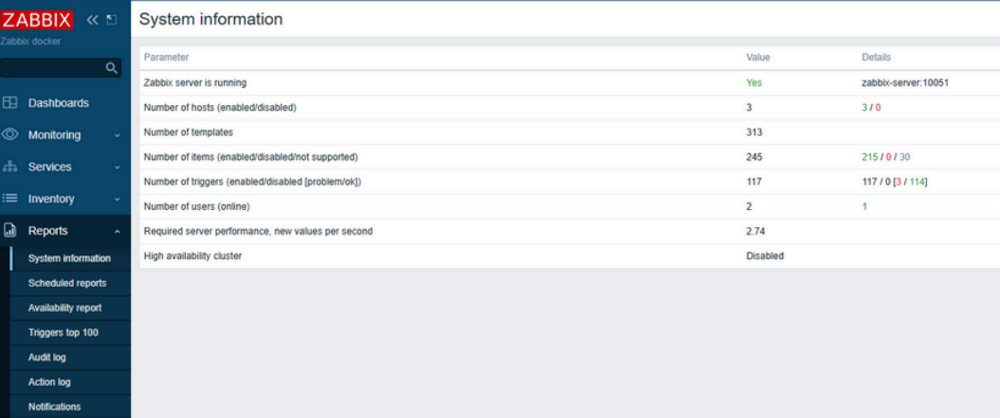 ZABBIX
Zabbix docker
Dashboards
Monitoring
Services
Inventory
Reports
System information
Scheduled reports
Availability report
Triggers top 100
Audit log
Action log
Notifications
System information
Parameter Value Details
Zabbix server is running Yes zabbix-server:10051
Number of hosts (enabled/disabled) 3 3 / 0
Number of templates 313
Number of items (enabled/disabled/not supported) 245 215 / 0 / 30
Number of triggers (enabled/disabled [problem/ok]) 117 117 / 0 [3 / 114]
Number of users (online) 2 1
Required server performance, new values per second 2.74
High availability cluster Disabled